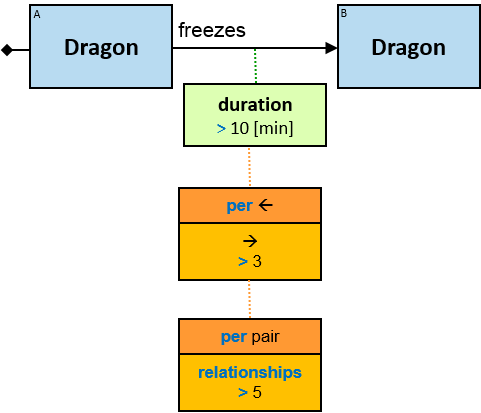 A
Dragon
freezes
B
Dragon
duration
> 10 [min]
per ←
→
> 3
per pair
relationships
> 5